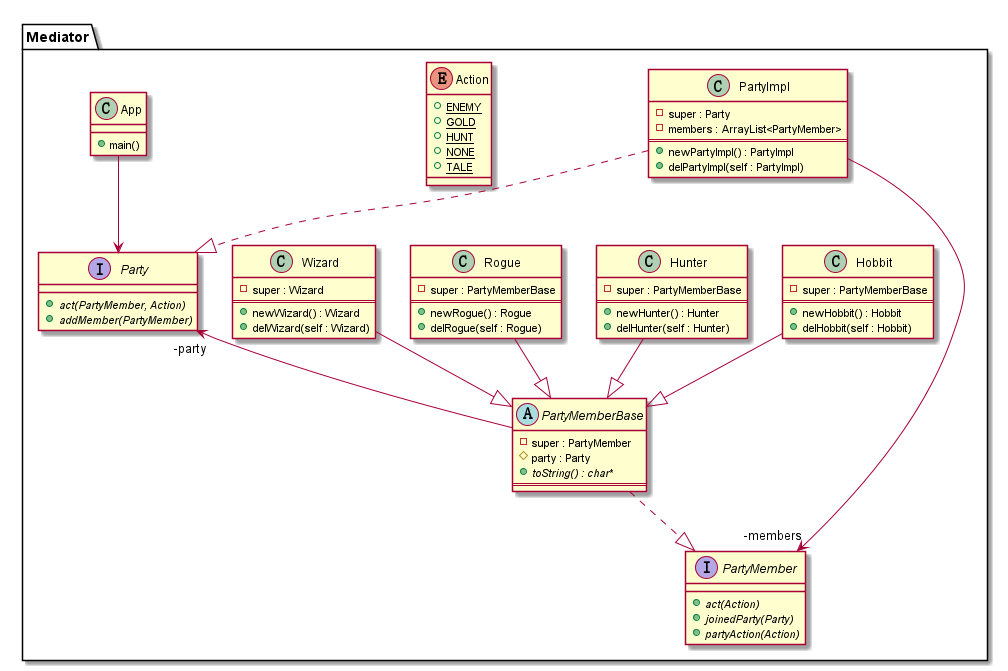 Mediator
E Action
ENEMY
GOLD
HUNT
NONE
TALE
C PartyImpl
super : Party
members : ArrayList<PartyMember>
newPartyImpl() : PartyImpl
delPartyImpl(self : PartyImpl)
C App
main()
I Party
act(PartyMember, Action)
addMember(PartyMember)
C Wizard
super : Wizard
newWizard() : Wizard
delWizard(self : Wizard)
C Rogue
super : PartyMemberBase
newRogue() : Rogue
delRogue(self : Rogue)
C Hunter
super : PartyMemberBase
newHunter() : Hunter
delHunter(self : Hunter)
C Hobbit
super : PartyMemberBase
newHobbit() : Hobbit
delHobbit(self : Hobbit)
-party
A PartyMemberBase
super : PartyMember
party : Party
toString() : char*
-members
I PartyMember
act(Action)
joinedParty(Party)
partyAction(Action)